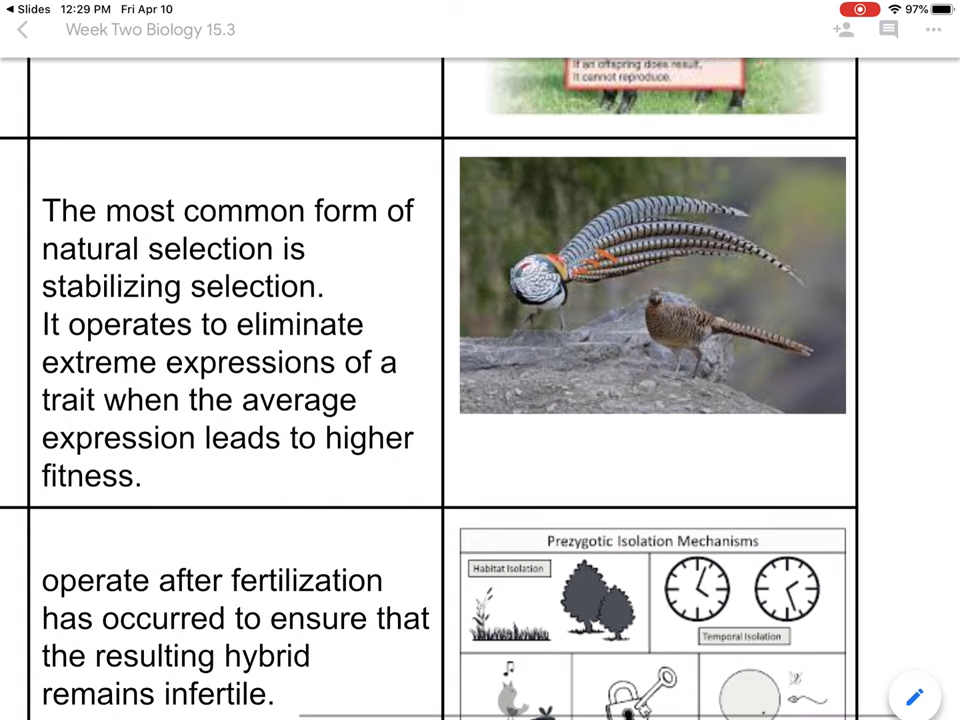 Slides 12:29 PM Fri Apr 10 97%
Week Two Biology 15.3
If an offspring does result,
it cannot reproduce.
The most common form of
natural selection is
stabilizing selection.
It operates to eliminate
extreme expressions of a
trait when the average
expression leads to higher
fitness.
operate after fertilization
has occurred to ensure that
the resulting hybrid
remains infertile.
Prezygotic Isolation Mechanisms
Habitat Isolation
Temporal Isolation